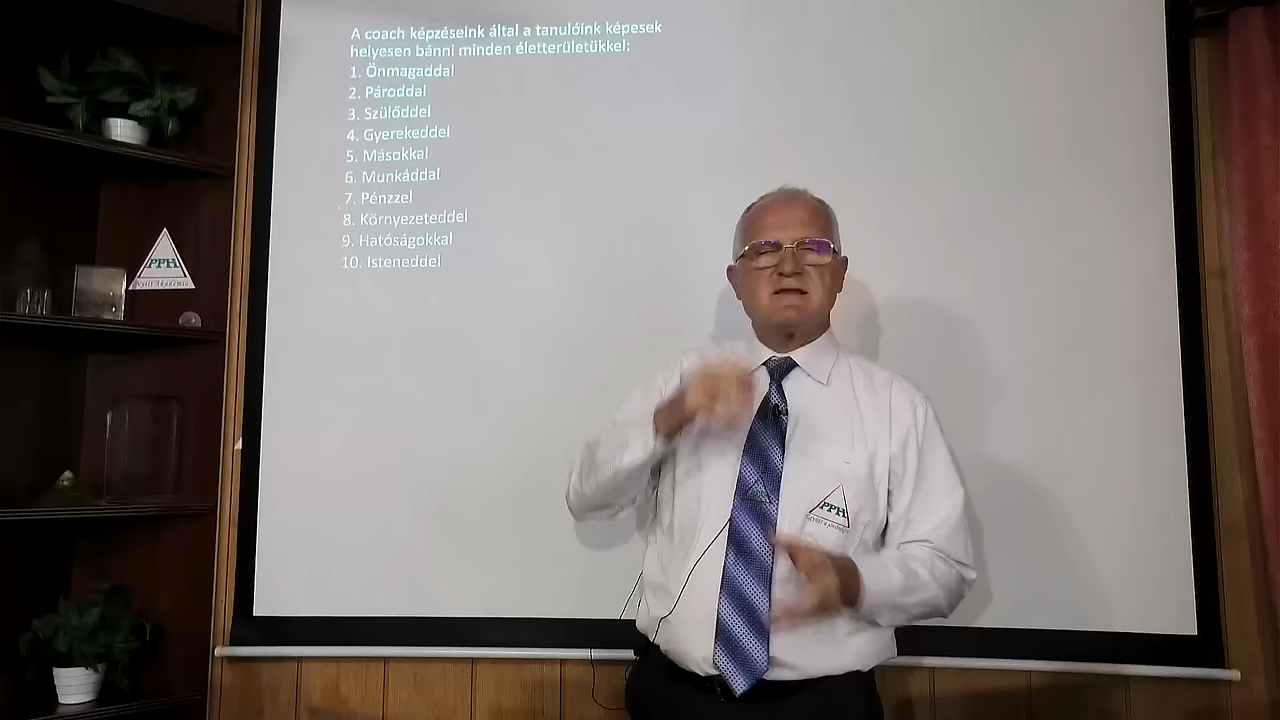 A coach képzéseink által a tanulóink képesek
helyesen bánni minden életterületükkel:
1. Önmagaddal
2. Pároddal
3. Szülőddel
4. Gyerekeddel
5. Másokkal
6. Munkáddal
7. Pénzzel
8. Környezeteddel
9. Hatóságokkal
10. Isteneddel
PPH
PPH